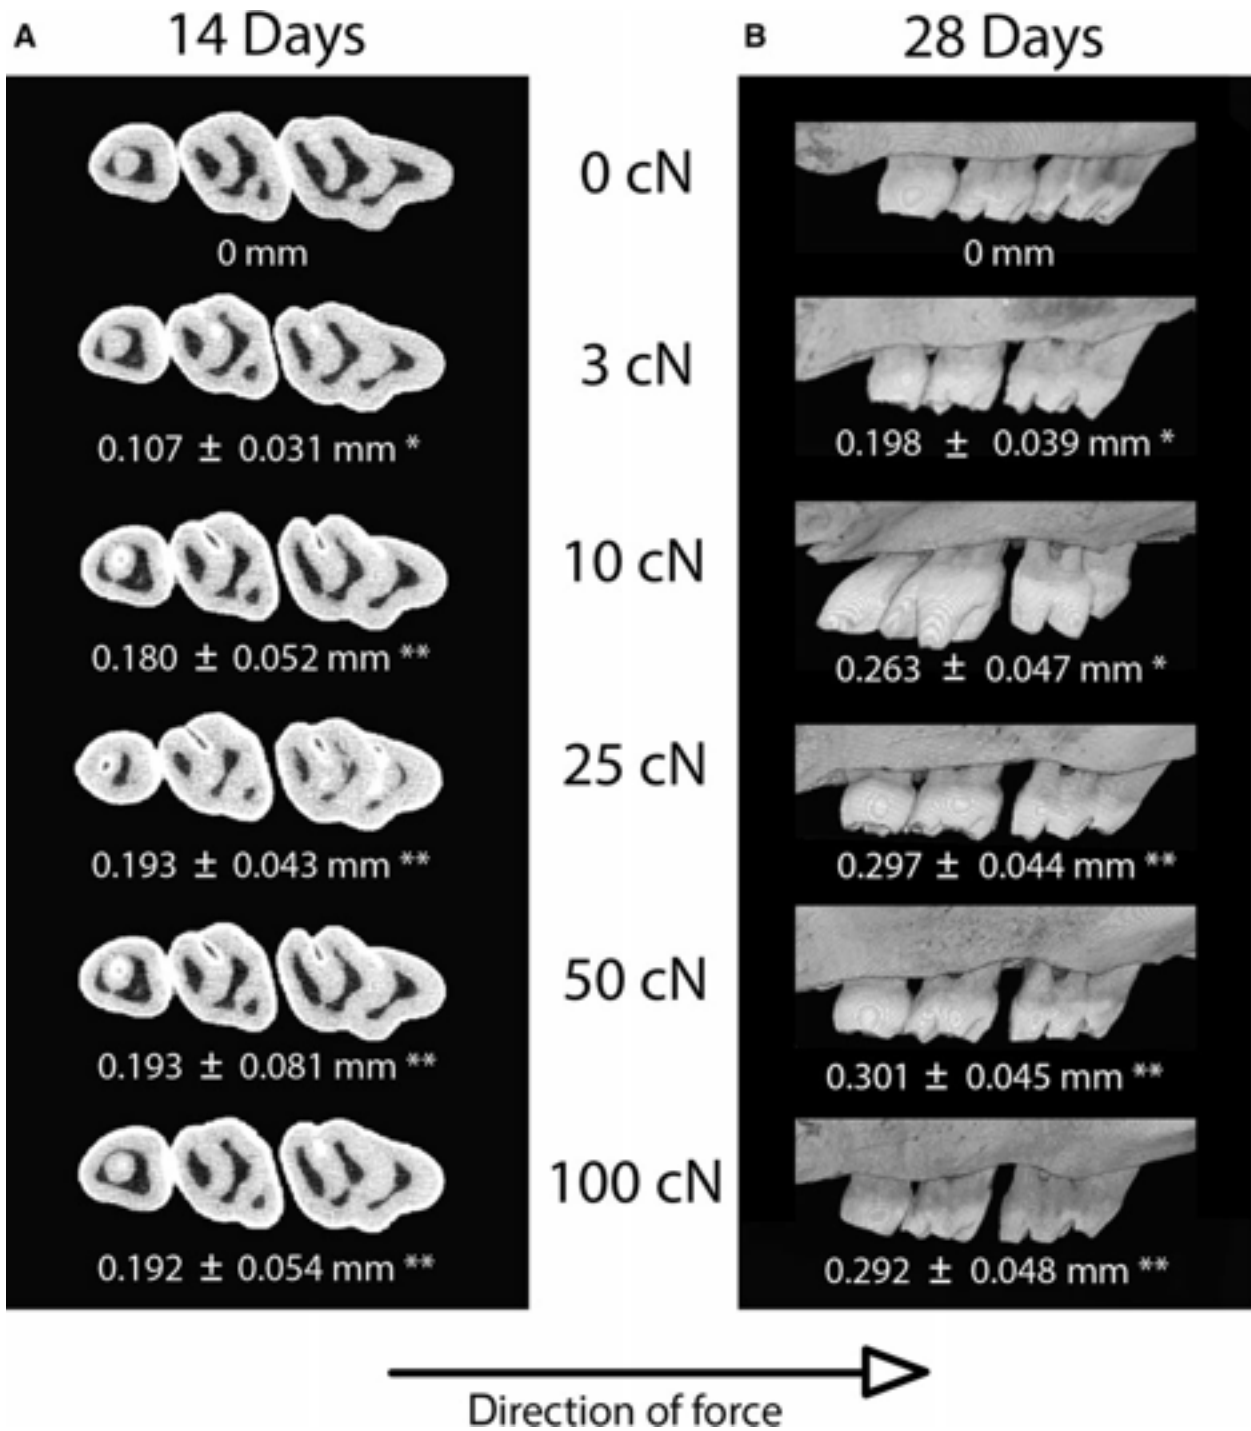 A 14 Days B 28 Days
0 cN
0 mm 0 mm
3 cN
0.107 ± 0.031 mm * 0.198 ± 0.039 mm *
10 cN
0.180 ± 0.052 mm ** 0.263 ± 0.047 mm *
25 cN
0.193 ± 0.043 mm ** 0.297 ± 0.044 mm **
50 cN
0.193 ± 0.081 mm ** 0.301 ± 0.045 mm **
100 cN
0.192 ± 0.054 mm ** 0.292 ± 0.048 mm **
Direction of force